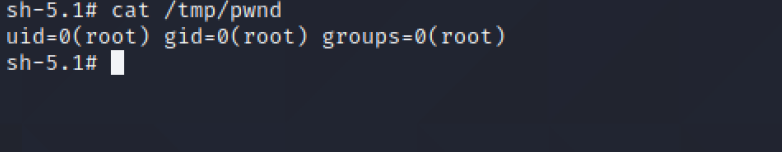 sh-5.1# cat /tmp/pwnd
uid=0(root) gid=0(root) groups=0(root)
sh-5.1#